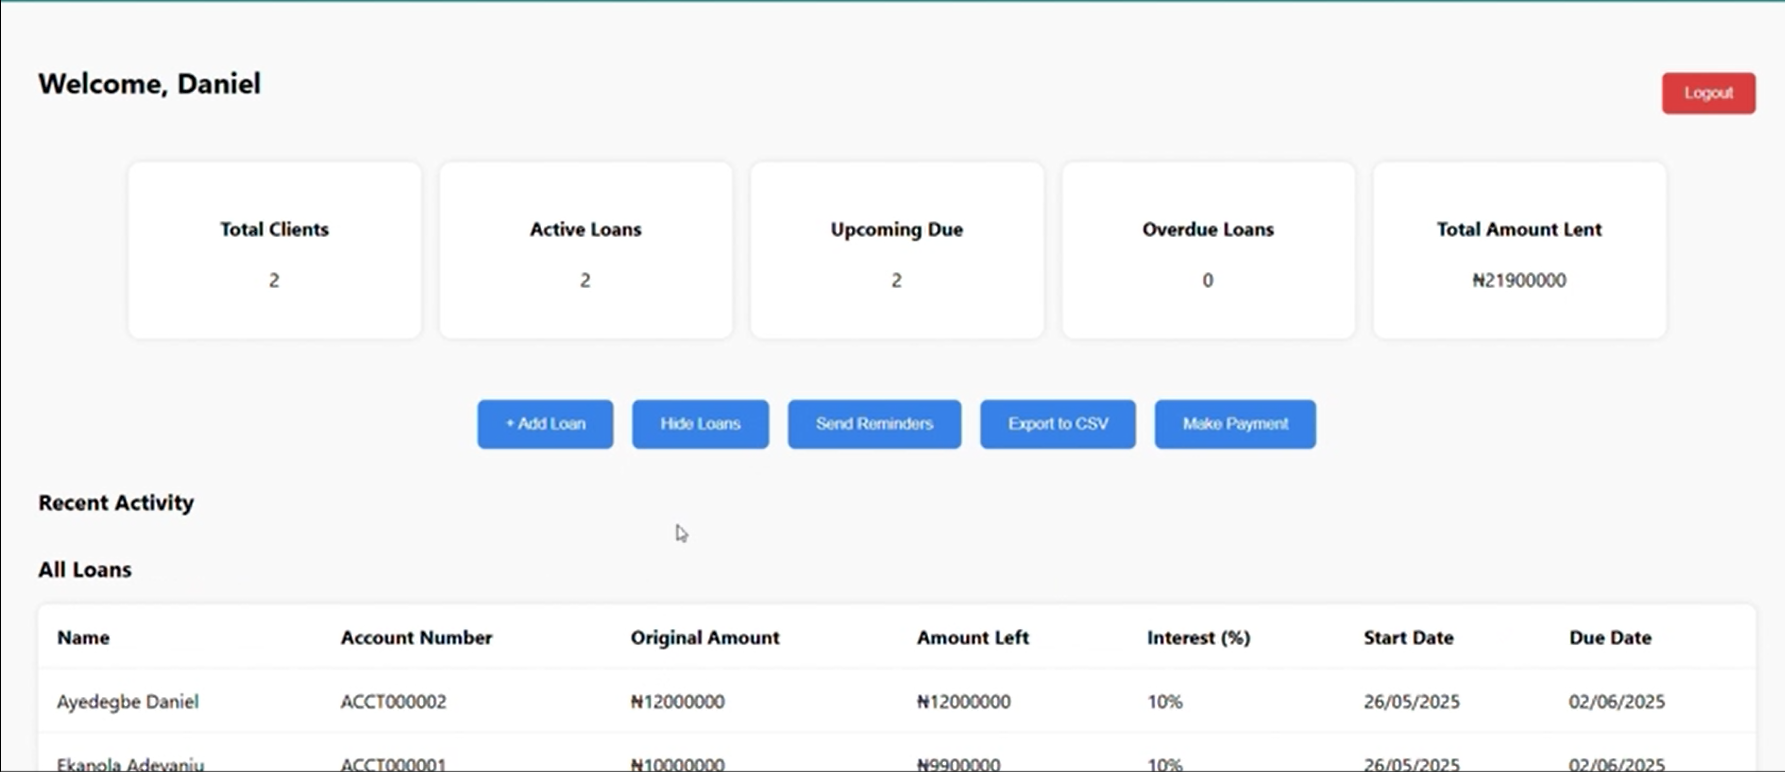 Welcome, Daniel
Logout
Total Clients
2
Active Loans
2
Upcoming Due
2
Overdue Loans
0
Total Amount Lent
₦21900000
+ Add Loan
Hide Loans
Send Reminders
Export to CSV
Make Payment
Recent Activity
All Loans
Name Account Number Original Amount Amount Left Interest (%) Start Date Due Date
Ayedegbe Daniel ACCT000002 ₦12000000 ₦12000000 10% 26/05/2025 02/06/2025
Ekanola Adeyanju ACCT000001 ₦10000000 ₦9900000 10% 26/05/2025 02/06/2025